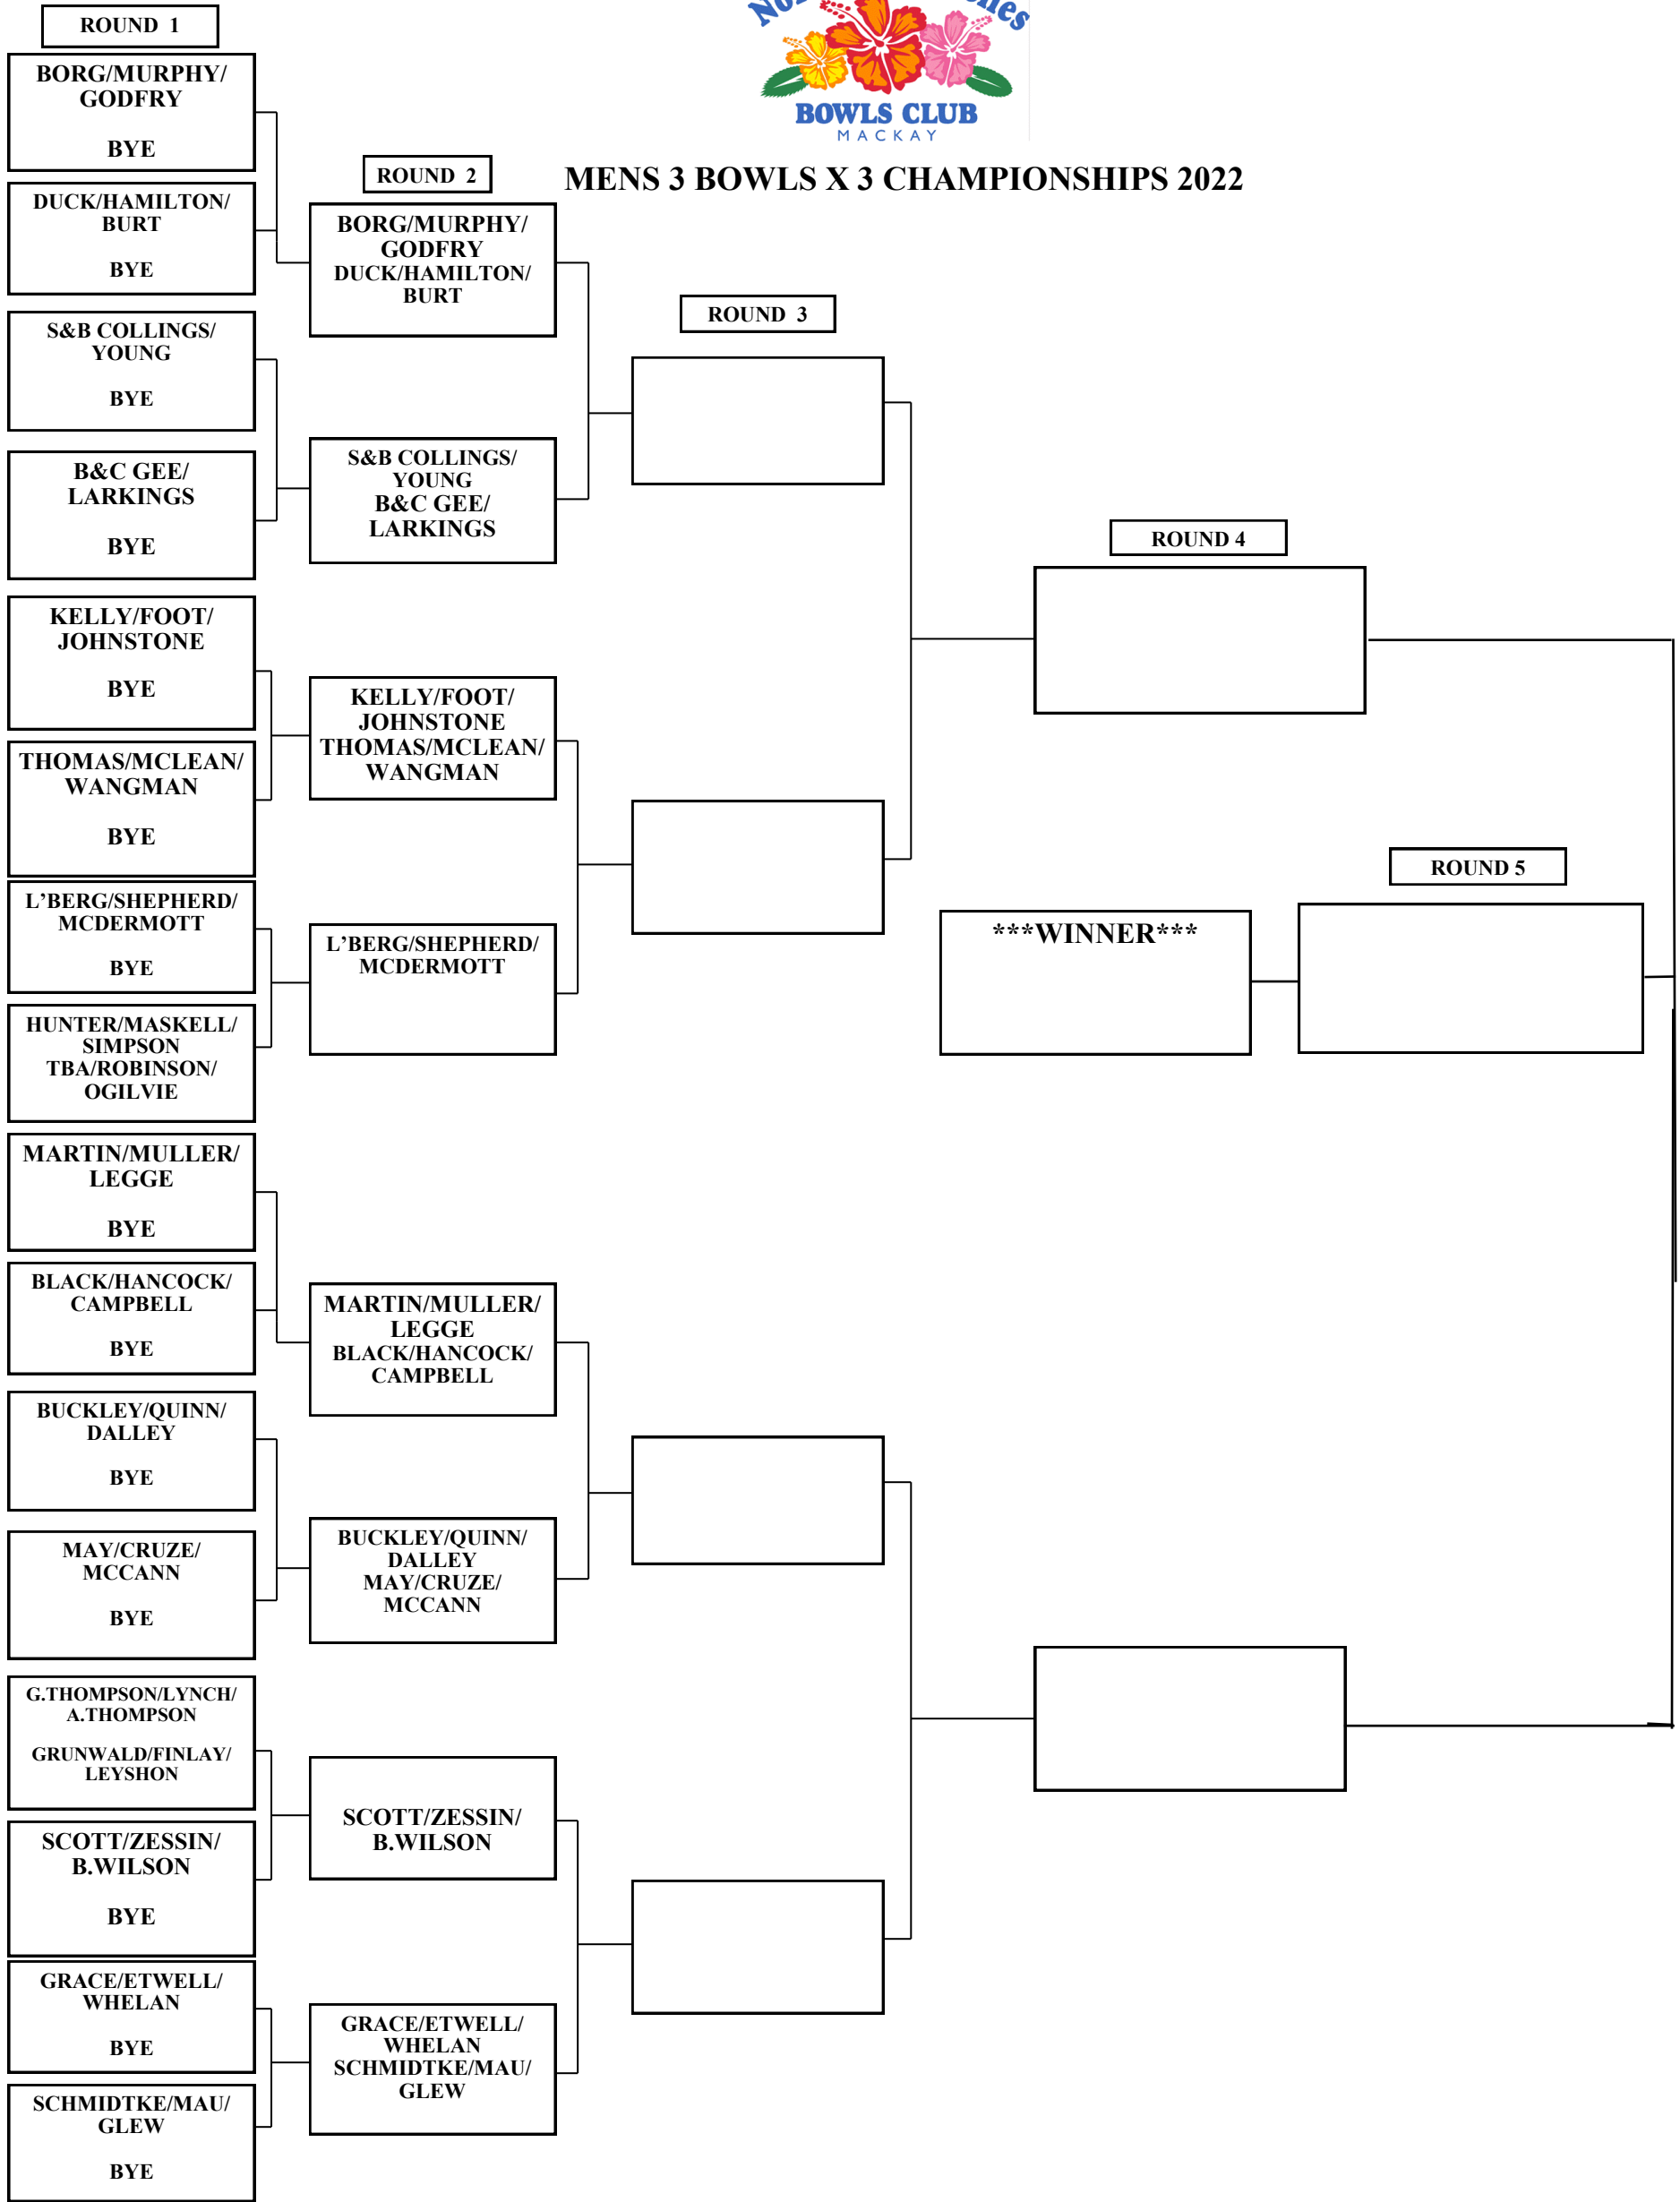 BOWLS CLUB
MACKAY
MENS 3 BOWLS X 3 CHAMPIONSHIPS 2022
ROUND 1
BORG/MURPHY/
GODFRY
BYE
DUCK/HAMILTON/
BURT
BYE
S&B COLLINGS/
YOUNG
BYE
B&C GEE/
LARKINGS
BYE
KELLY/FOOT/
JOHNSTONE
BYE
THOMAS/MCLEAN/
WANGMAN
BYE
L’BERG/SHEPHERD/
MCDERMOTT
BYE
HUNTER/MASKELL/
SIMPSON
TBA/ROBINSON/
OGILVIE
MARTIN/MULLER/
LEGGE
BYE
BLACK/HANCOCK/
CAMPBELL
BYE
BUCKLEY/QUINN/
DALLEY
BYE
MAY/CRUZE/
MCCANN
BYE
G.THOMPSON/LYNCH/
A.THOMPSON
GRUNWALD/FINLAY/
LEYSHON
SCOTT/ZESSIN/
B.WILSON
BYE
GRACE/ETWELL/
WHELAN
BYE
SCHMIDTKE/MAU/
GLEW
BYE
ROUND 2
BORG/MURPHY/
GODFRY
DUCK/HAMILTON/
BURT
S&B COLLINGS/
YOUNG
B&C GEE/
LARKINGS
KELLY/FOOT/
JOHNSTONE
THOMAS/MCLEAN/
WANGMAN
L’BERG/SHEPHERD/
MCDERMOTT
MARTIN/MULLER/
LEGGE
BLACK/HANCOCK/
CAMPBELL
BUCKLEY/QUINN/
DALLEY
MAY/CRUZE/
MCCANN
SCOTT/ZESSIN/
B.WILSON
GRACE/ETWELL/
WHELAN
SCHMIDTKE/MAU/
GLEW
ROUND 3
ROUND 4
ROUND 5
***WINNER***